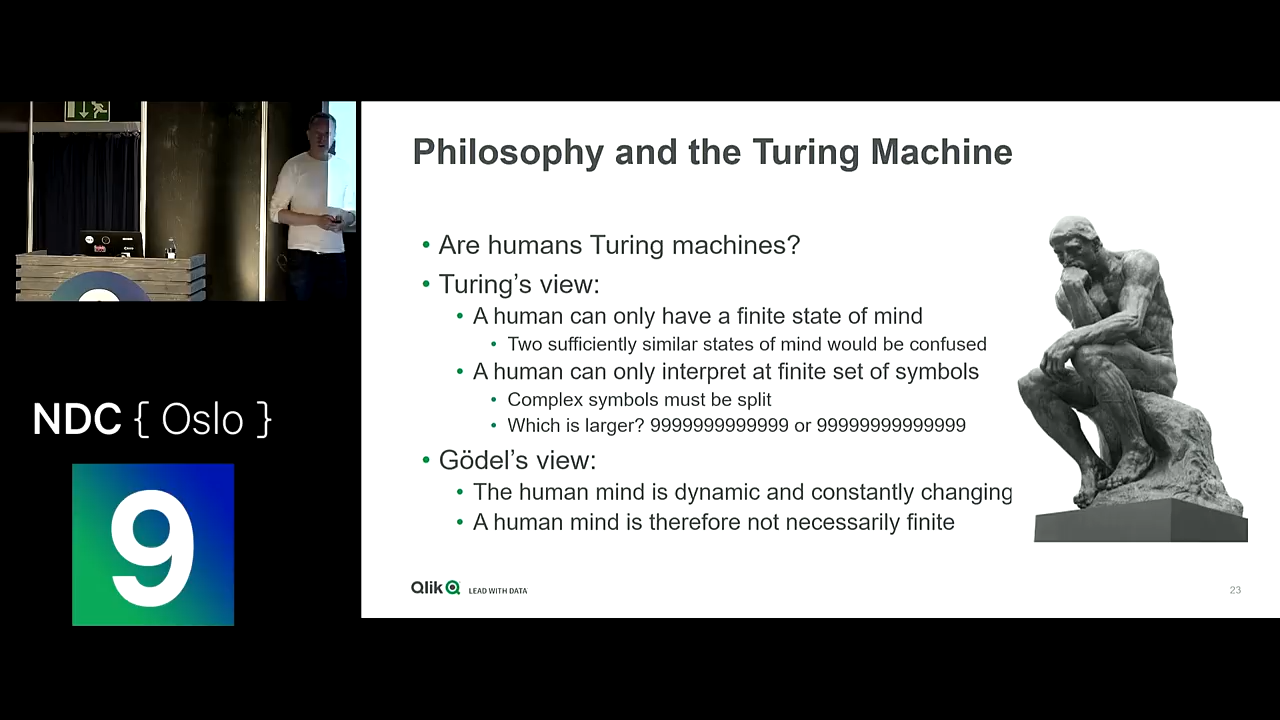 Philosophy and the Turing Machine
• Are humans Turing machines?
• Turing’s view:
• A human can only have a finite state of mind
• Two sufficiently similar states of mind would be confused
• A human can only interpret at finite set of symbols
• Complex symbols must be split
• Which is larger? 9999999999999 or 99999999999999
• Gödel’s view:
• The human mind is dynamic and constantly changing
• A human mind is therefore not necessarily finite
Qlik LEAD WITH DATA
23
NDC { Oslo }
9